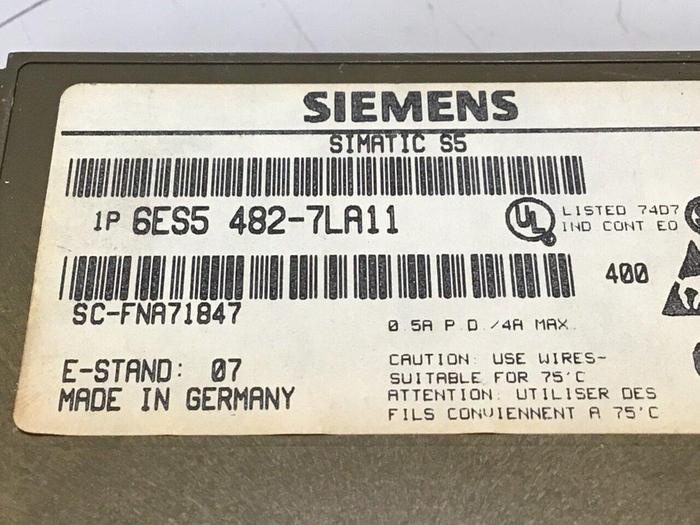 SIEMENS
SIMATIC S5
1P 6ES5 482-7LA11
UL LISTED 74D7
IND CONT EQ
400
SC-FNA71847
0.5A P.D./4A MAX.
E-STAND: 07
MADE IN GERMANY
CAUTION: USE WIRES-
SUITABLE FOR 75°C
ATTENTION: UTILISER DES
FILS CONVIENNENT A 75°C